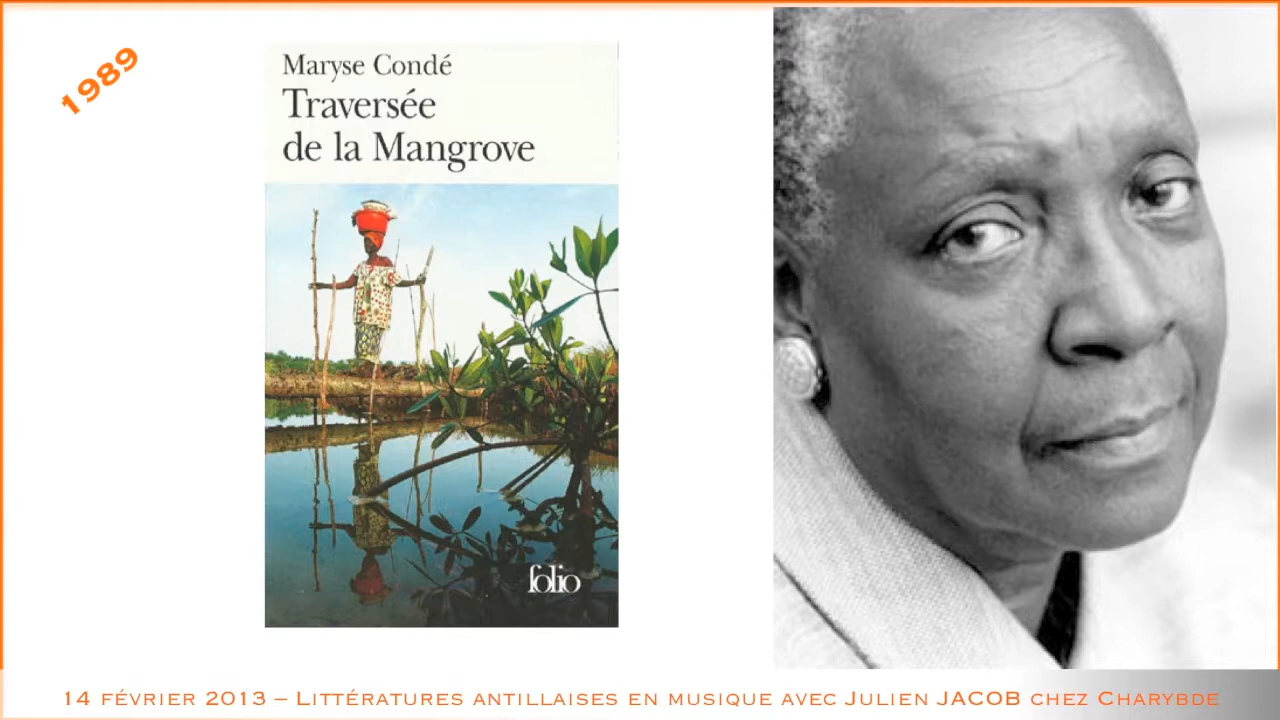 1989
Maryse Condé
Traversée
de la Mangrove
folio
14 FÉVRIER 2013 – LITTÉRATURES ANTILLAISES EN MUSIQUE AVEC JULIEN JACOB CHEZ CHARYBDE